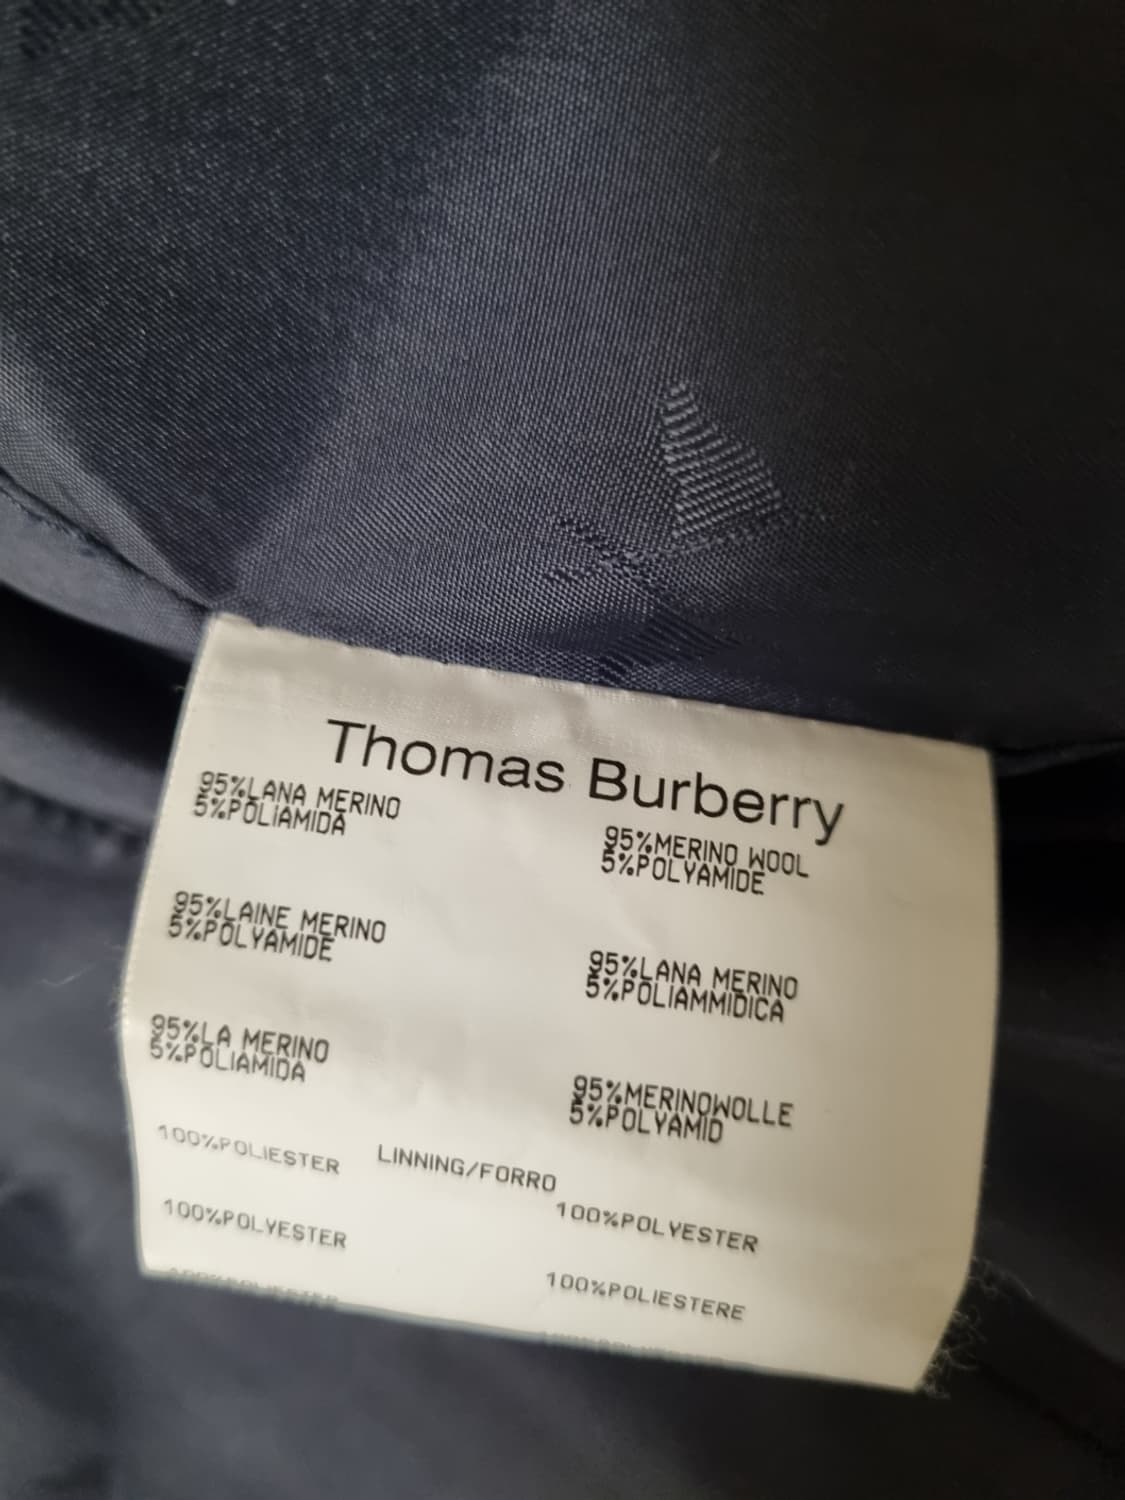 Thomas Burberry
95%LANA MERINO
5%POLIAMIDA
95%MERINO WOOL
5%POLYAMIDE
95%LAINE MERINO
5%POLYAMIDE
95%LANA MERINO
5%POLIAMMIDICA
95%LA MERINO
5%POLIAMIDA
95%MERINOWOLLE
5%POLYAMID
LINNING/FORRO
100%POLIESTER
100%POLYESTER
100%POLYESTER
100%POLIESTERE